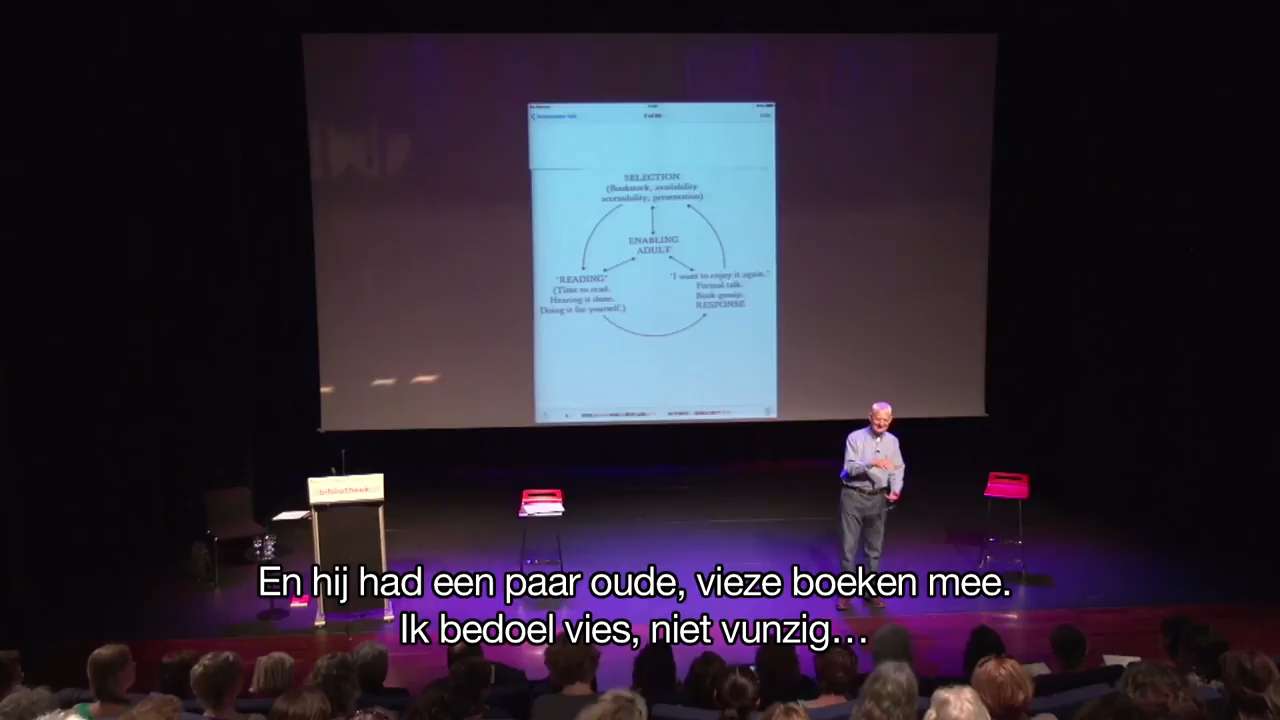 SELECTION
(Bookstock, availability
accessibility, presentation)
ENABLING
ADULT
"READING"
(Time to read.
Hearing it done.
Doing it for yourself.)
"I want to enjoy it again."
Formal talk.
Book gossip.
RESPONSE
bibliotheek
En hij had een paar oude, vieze boeken mee.
Ik bedoel vies, niet vunzig…